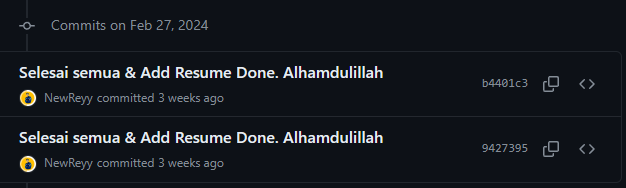 Commits on Feb 27, 2024
Selesai semua & Add Resume Done. Alhamdulillah
b4401c3
NewReyy committed 3 weeks ago
Selesai semua & Add Resume Done. Alhamdulillah
9427395
NewReyy committed 3 weeks ago